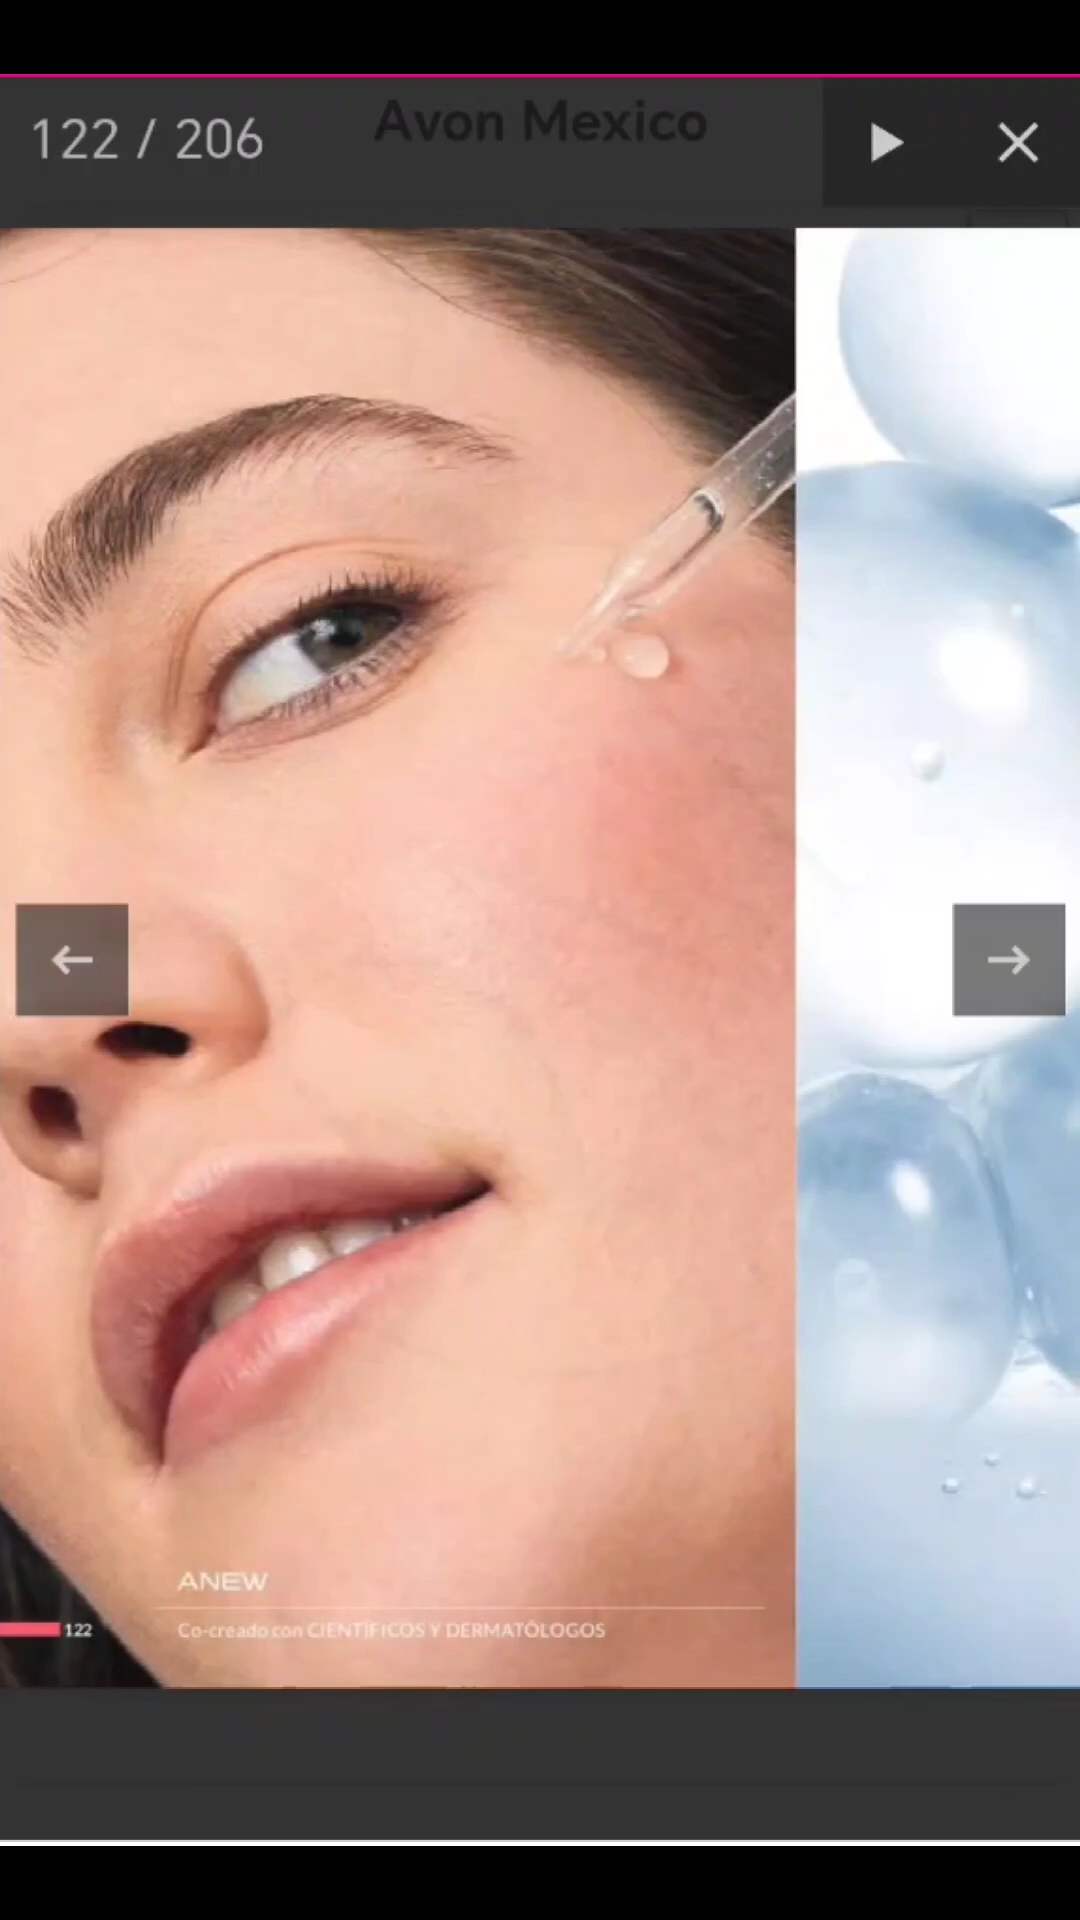 122 / 206
Avon Mexico
ANEW
122
Co-creado con CIENTÍFICOS Y DERMATÓLOGOS